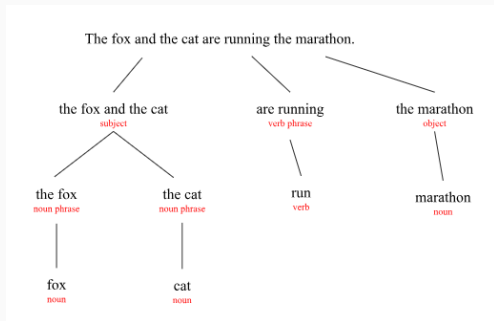 The fox and the cat are running the marathon.
the fox and the cat
subject
are running
verb phrase
the marathon
object
the fox
noun phrase
the cat
noun phrase
run
verb
marathon
noun
fox
noun
cat
noun